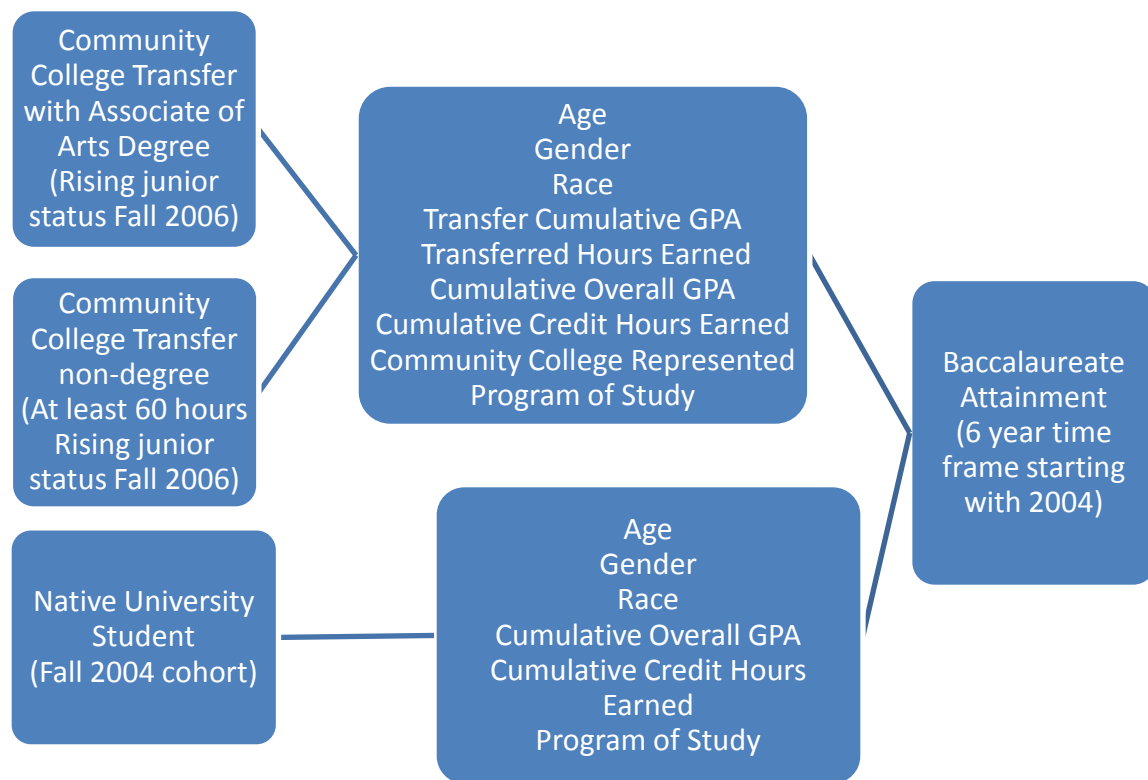 Community
College Transfer
with Associate of
Arts Degree
(Rising junior
status Fall 2006)
Community
College Transfer
non-degree
(At least 60 hours
Rising junior
status Fall 2006)
Native University
Student
(Fall 2004 cohort)
Age
Gender
Race
Transfer Cumulative GPA
Transferred Hours Earned
Cumulative Overall GPA
Cumulative Credit Hours Earned
Community College Represented
Program of Study
Age
Gender
Race
Cumulative Overall GPA
Cumulative Credit Hours
Earned
Program of Study
Baccalaureate
Attainment
(6 year time
frame starting
with 2004)